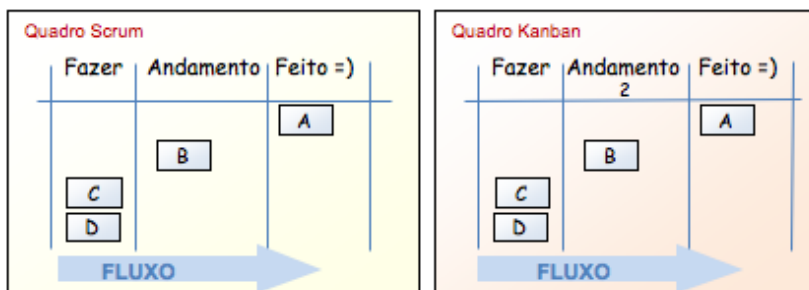 Quadro Scrum
Fazer Andamento Feito =)
A
B
C
D
FLUXO
Quadro Kanban
Fazer Andamento Feito =)
2
A
B
C
D
FLUXO